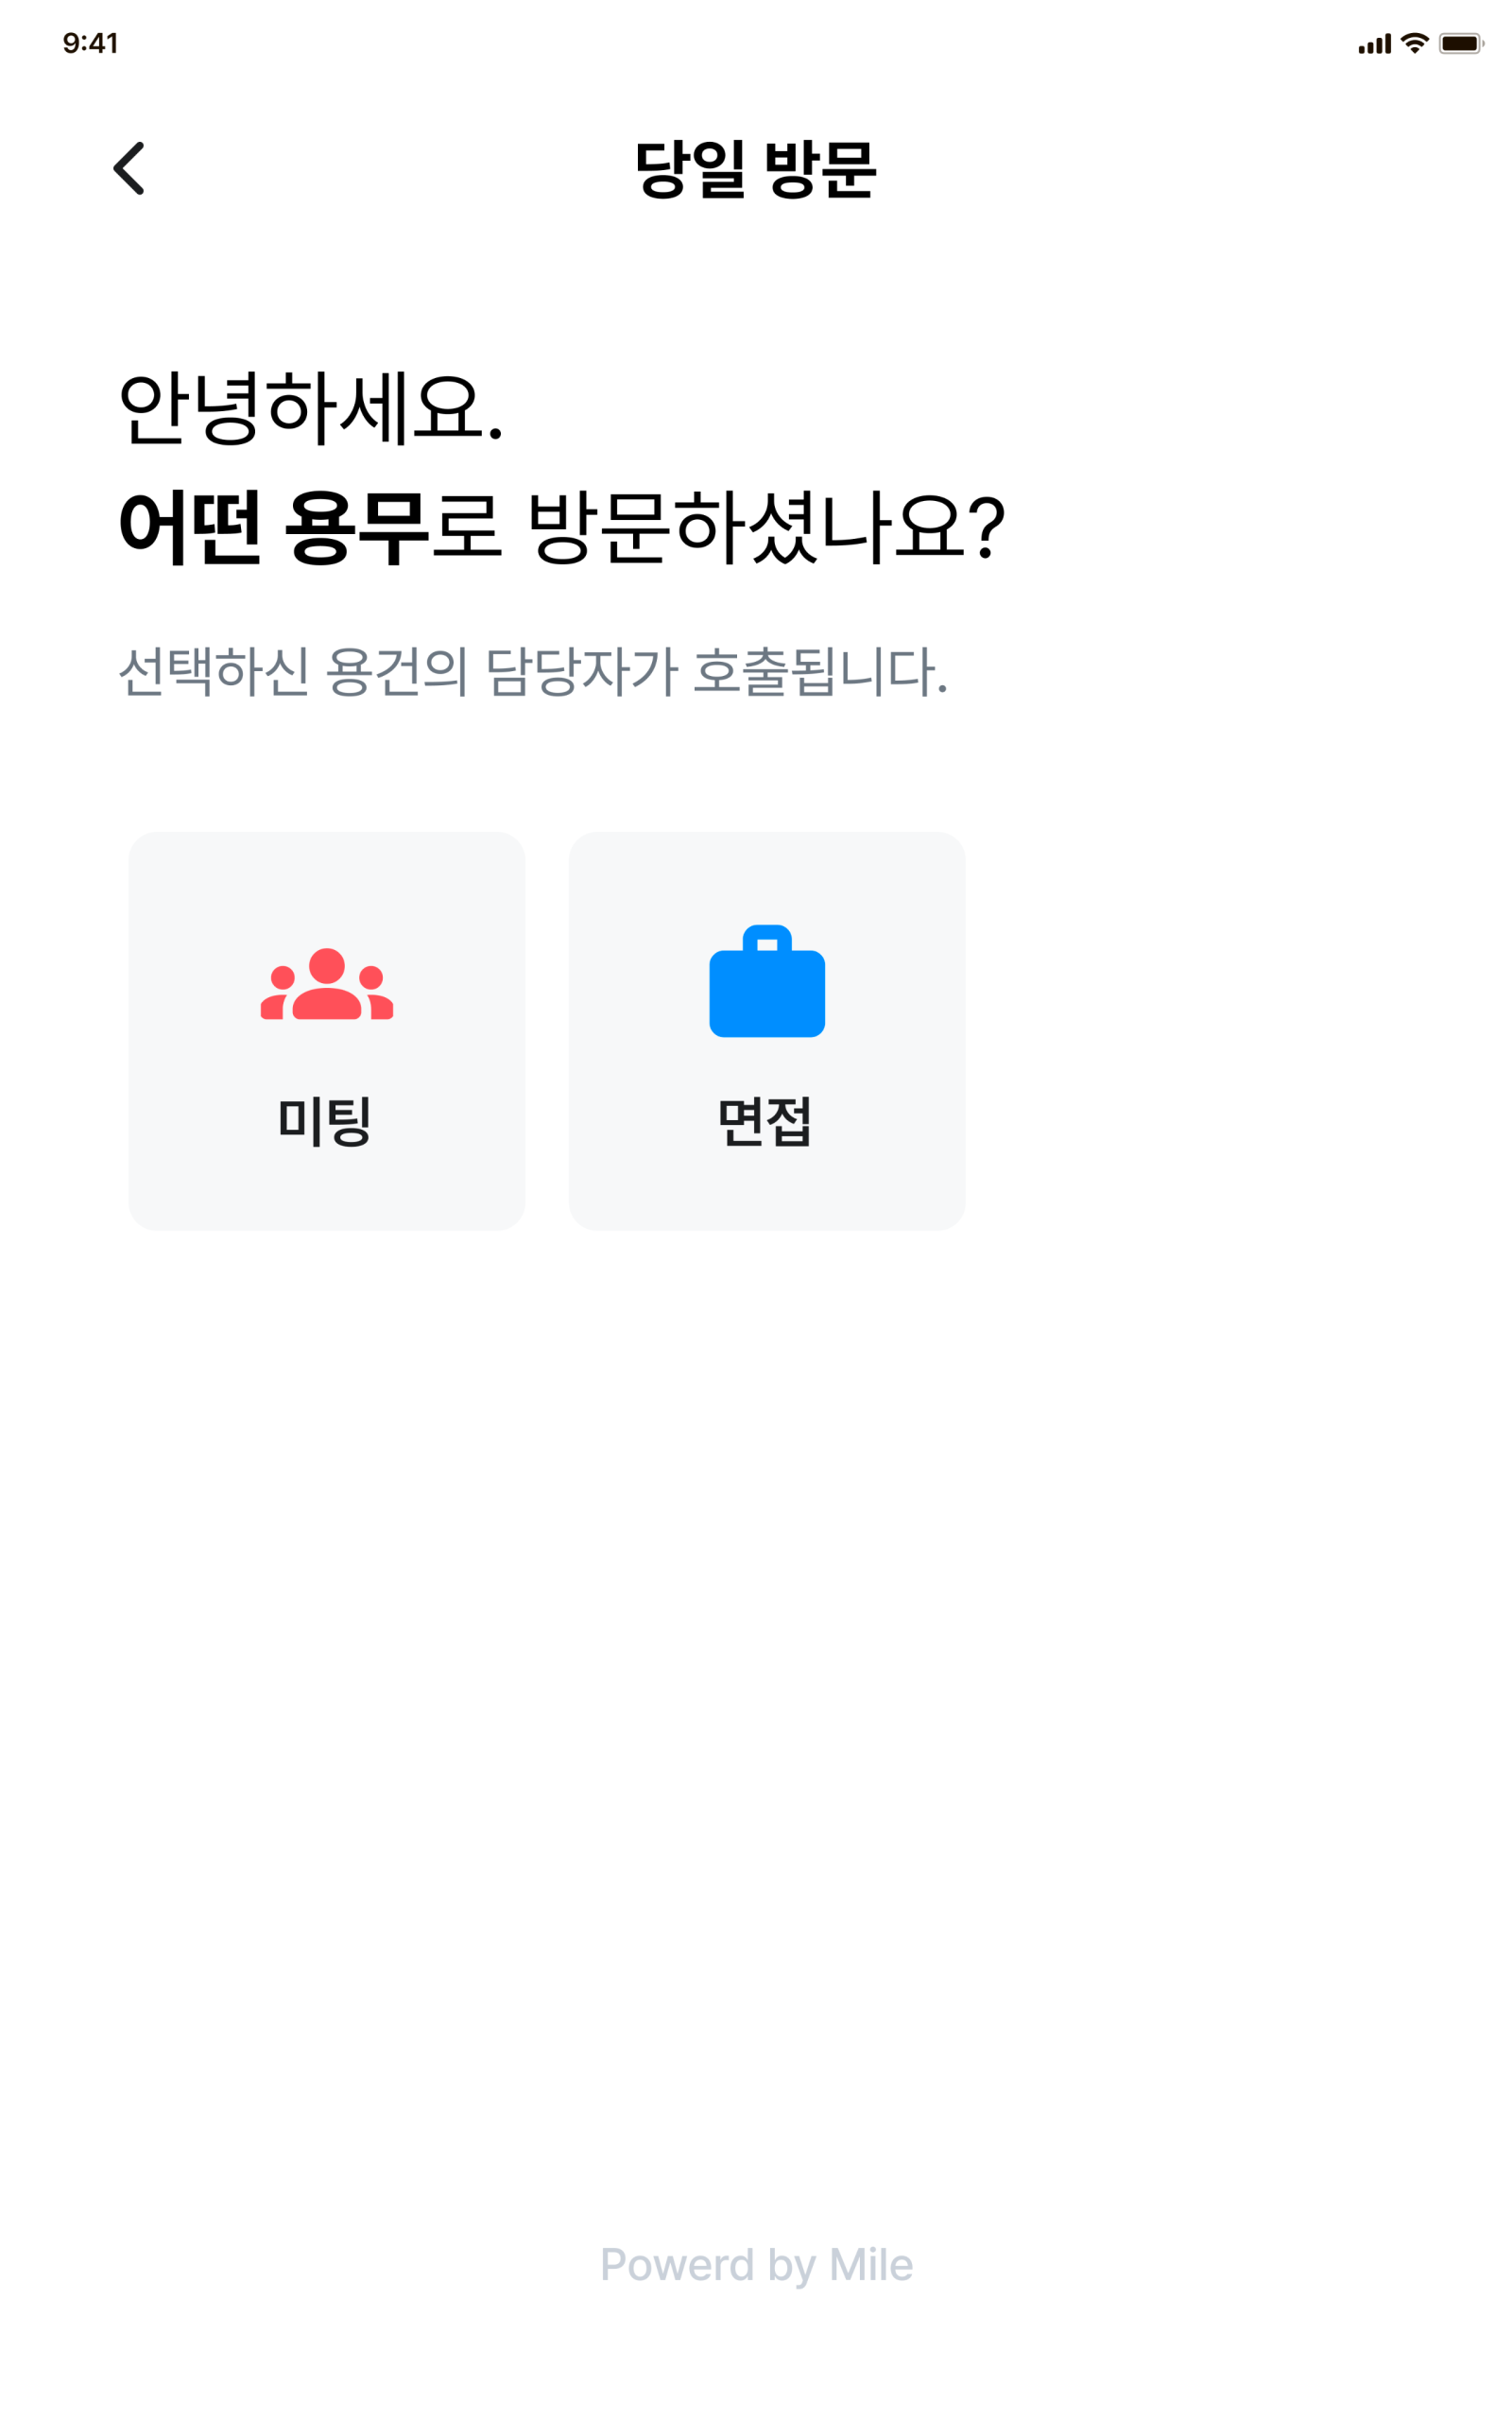 9:41
당일 방문
안녕하세요.
어떤 용무로 방문하셨나요?
선택하신 용건의 담당자가 호출됩니다.
미팅
면접
Powered by Mile